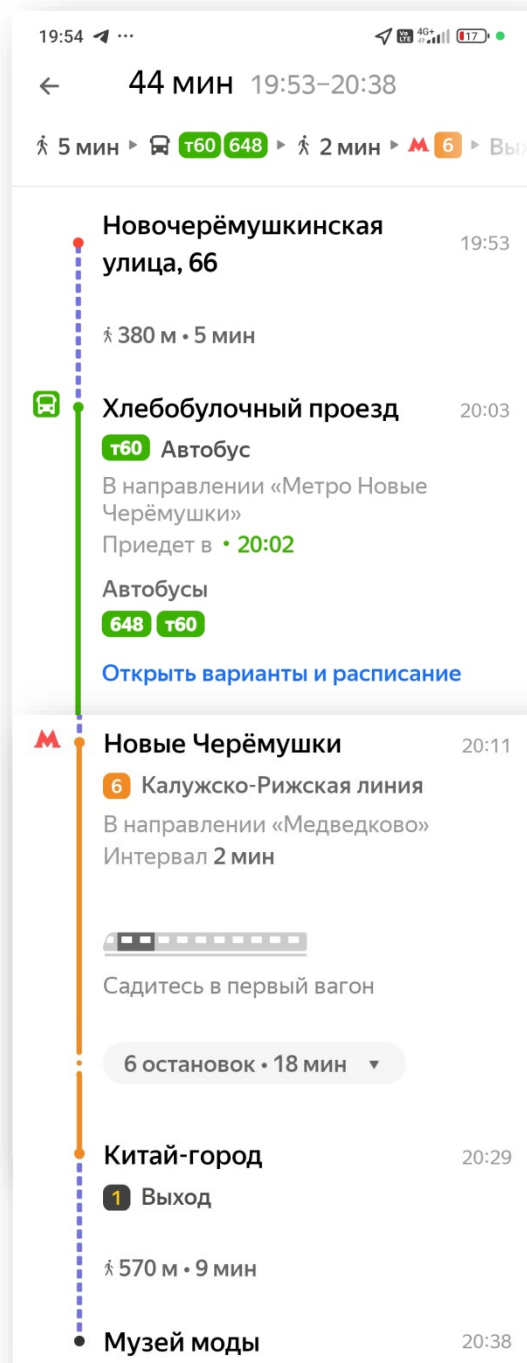 19:54 ...
Vo LTE 4G+ 17
44 мин 19:53–20:38
5 мин т60 648 2 мин М 6 Вы
Новочерёмушкинская
улица, 66
19:53
380 м • 5 мин
Хлебобулочный проезд 20:03
т60 Автобус
В направлении «Метро Новые
Черёмушки»
Приедет в • 20:02
Автобусы
648 т60
Открыть варианты и расписание
М Новые Черёмушки 20:11
6 Калужско-Рижская линия
В направлении «Медведково»
Интервал 2 мин
Садитесь в первый вагон
6 остановок • 18 мин
Китай-город 20:29
1 Выход
570 м • 9 мин
Музей моды 20:38